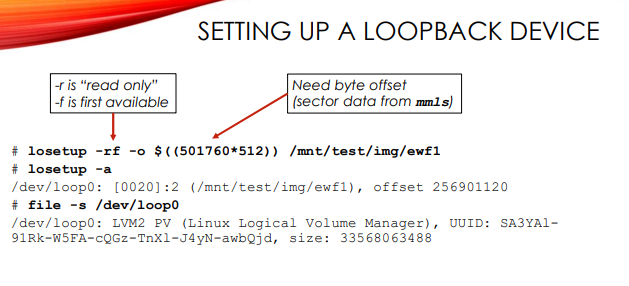 SETTING UP A LOOPBACK DEVICE
-r is “read only”
-f is first available
Need byte offset
(sector data from mmls)
# losetup -rf -o $((501760*512)) /mnt/test/img/ewf1
# losetup -a
/dev/loop0: [0020]:2 (/mnt/test/img/ewf1), offset 256901120
# file -s /dev/loop0
/dev/loop0: LVM2 PV (Linux Logical Volume Manager), UUID: SA3YAl-
91Rk-W5FA-cQGz-TnXl-J4yN-awbQjd, size: 33568063488